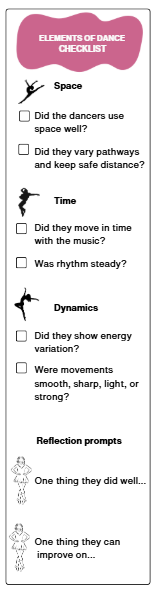 ELEMENTS OF DANCE
CHECKLIST
Space
Did the dancers use
space well?
Did they vary pathways
and keep safe distance?
Time
Did they move in time
with the music?
Was rhythm steady?
Dynamics
Did they show energy
variation?
Were movements
smooth, sharp, light, or
strong?
Reflection prompts
One thing they did well...
One thing they can
improve on...